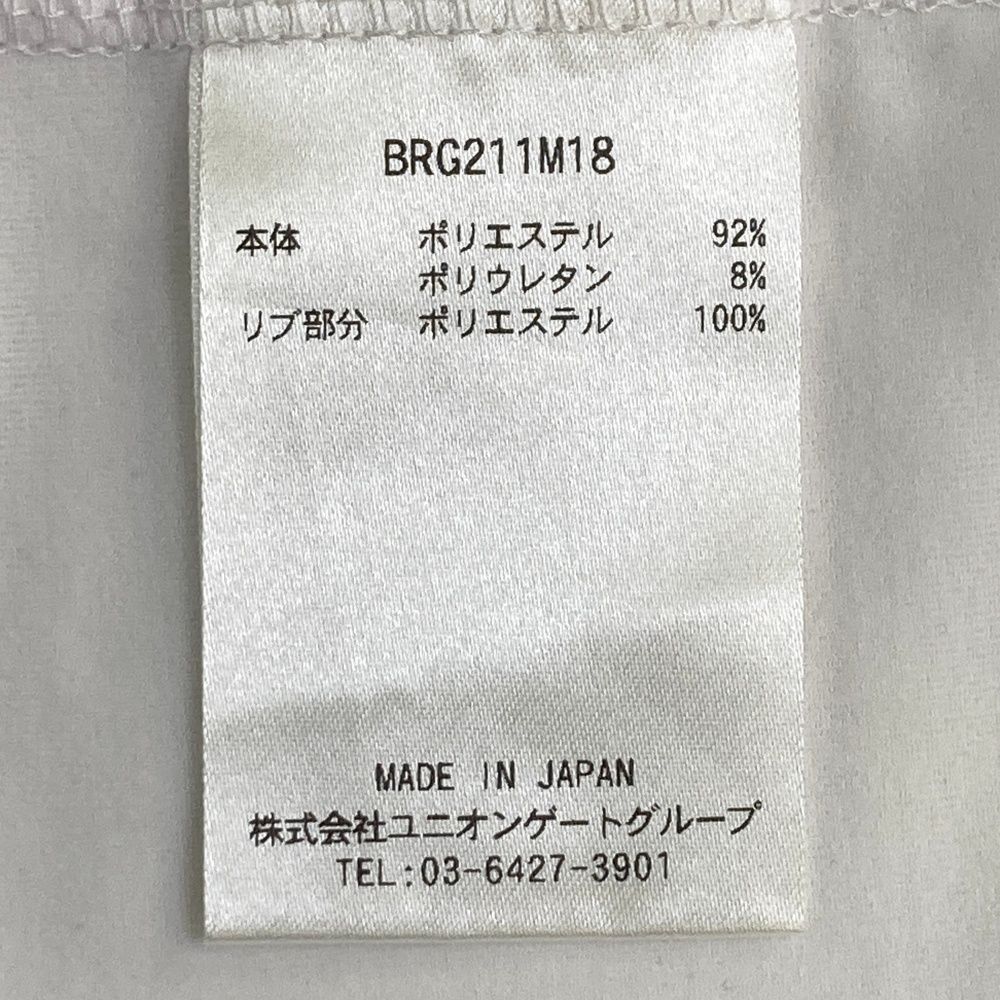 BRG211M18
本体 ポリエステル 92%
ポリウレタン 8%
リブ部分 ポリエステル 100%
MADE IN JAPAN
株式会社ユニオンゲートグループ
TEL:03-6427-3901